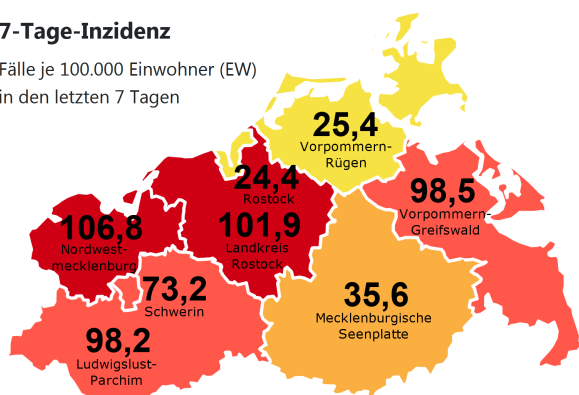 7-Tage-Inzidenz
Fälle je 100.000 Einwohner (EW)
in den letzten 7 Tagen
25,4
Vorpommern-
Rügen
24,4
Rostock
98,5
Vorpommern-
Greifswald
106,8
Nordwest-
mecklenburg
101,9
Landkreis
Rostock
73,2
Schwerin
35,6
Mecklenburgische
Seenplatte
98,2
Ludwigslust-
Parchim